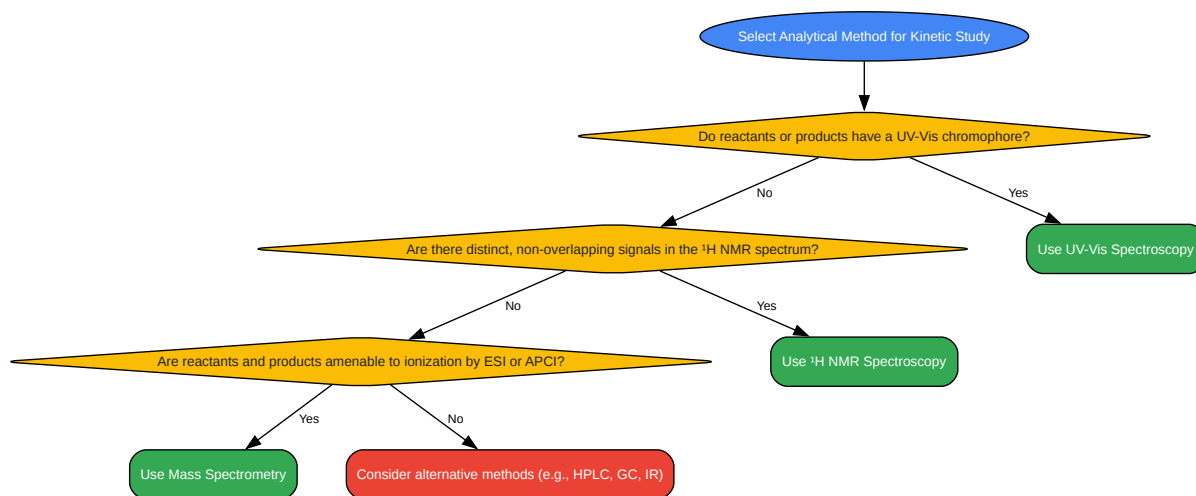 Select Analytical Method for Kinetic Study
Do reactants or products have a UV-Vis chromophore?
No
Yes
Are there distinct, non-overlapping signals in the ¹H NMR spectrum?
Use UV-Vis Spectroscopy
No
Yes
Are reactants and products amenable to ionization by ESI or APCI?
Use ¹H NMR Spectroscopy
Yes
No
Use Mass Spectrometry
Consider alternative methods (e.g., HPLC, GC, IR)